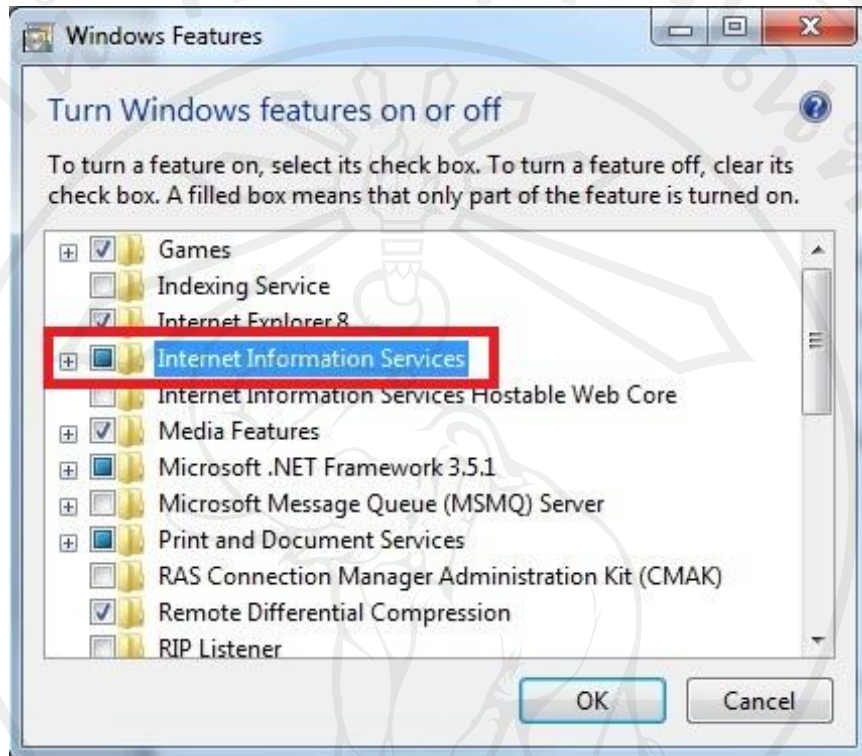 Windows Features
Turn Windows features on or off
To turn a feature on, select its check box. To turn a feature off, clear its
check box. A filled box means that only part of the feature is turned on.
Games
Indexing Service
Internet Explorer 8
Internet Information Services
Internet Information Services Hostable Web Core
Media Features
Microsoft .NET Framework 3.5.1
Microsoft Message Queue (MSMQ) Server
Print and Document Services
RAS Connection Manager Administration Kit (CMAK)
Remote Differential Compression
RIP Listener
OK
Cancel